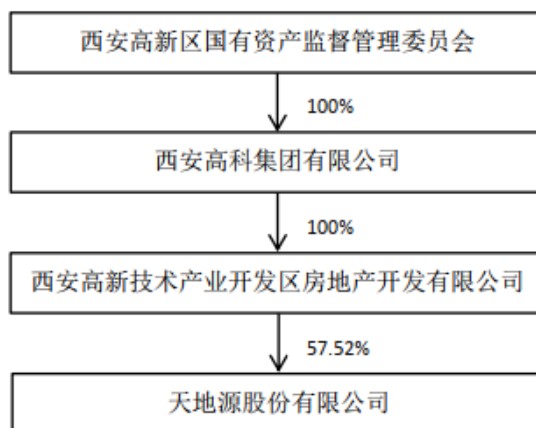 西安高新区国有资产监督管理委员会
100%
西安高科集团有限公司
100%
西安高新技术产业开发区房地产开发有限公司
57.52%
天地源股份有限公司